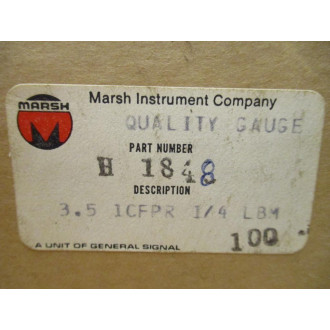 MARSH
Marsh Instrument Company
QUALITY GAUGE
PART NUMBER
H 1848
DESCRIPTION
3.5 1CFPR 1/4 LBM
100
A UNIT OF GENERAL SIGNAL